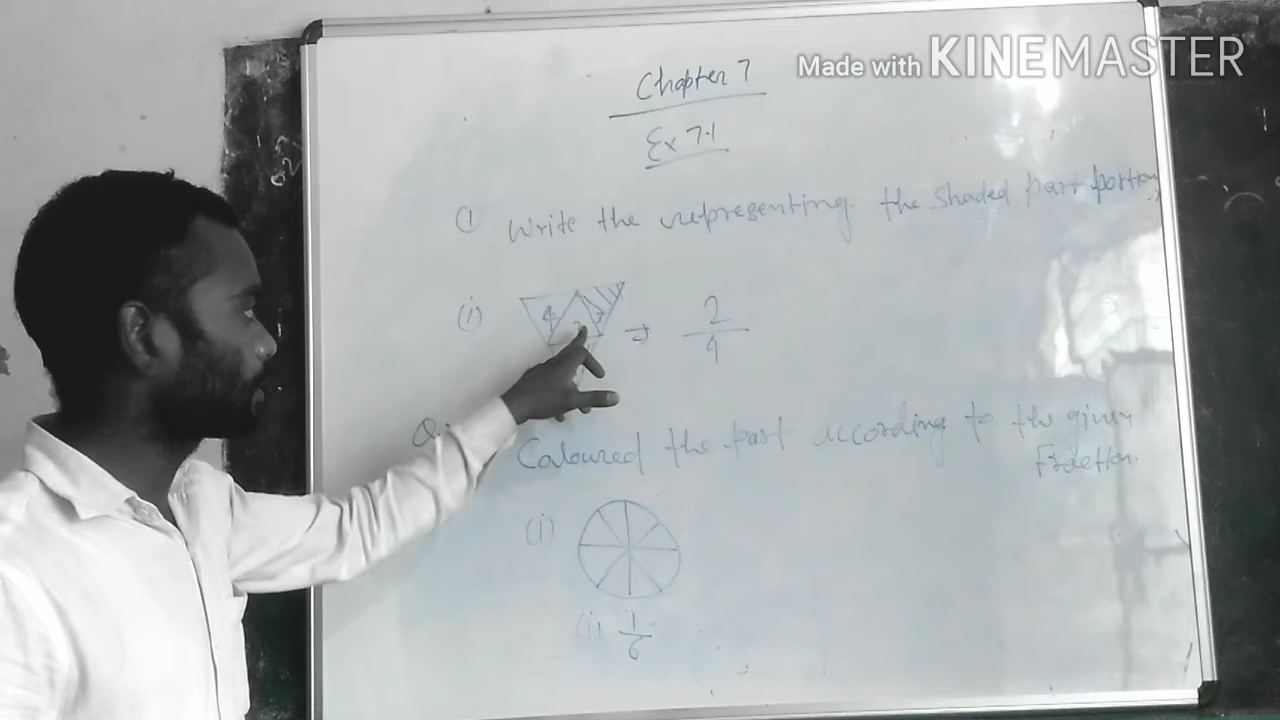 Made with KINEMASTER
Chapter 7
Ex 7.1
① Write the representing the shaded part portion
(i) 4 ⇒ 2/4
Q. Coloured the part according to the given
Fraction.
(i)
(i) 1/6